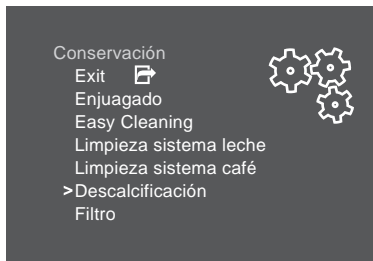 Conservación
Exit
Enjuagado
Easy Cleaning
Limpieza sistema leche
Limpieza sistema café
>Descalcificación
Filtro